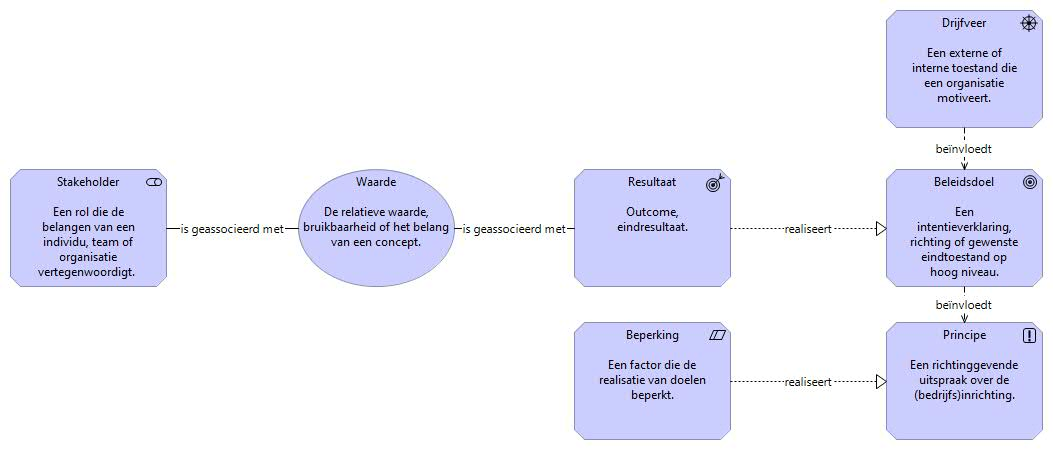 Drijfveer
Een externe of
interne toestand die
een organisatie
motiveert.
beïnvloedt
Stakeholder
Een rol die de
belangen van een
individu, team of
organisatie
vertegenwoordigt.
is geassocieerd met
Waarde
De relatieve waarde,
bruikbaarheid of het belang
van een concept.
is geassocieerd met
Resultaat
Outcome,
eindresultaat.
realiseert
Beleidsdoel
Een
intentieverklaring,
richting of gewenste
eindtoestand op
hoog niveau.
beïnvloedt
Beperking
Een factor die de
realisatie van doelen
beperkt.
realiseert
Principe
Een richtinggevende
uitspraak over de
(bedrijfs)inrichting.